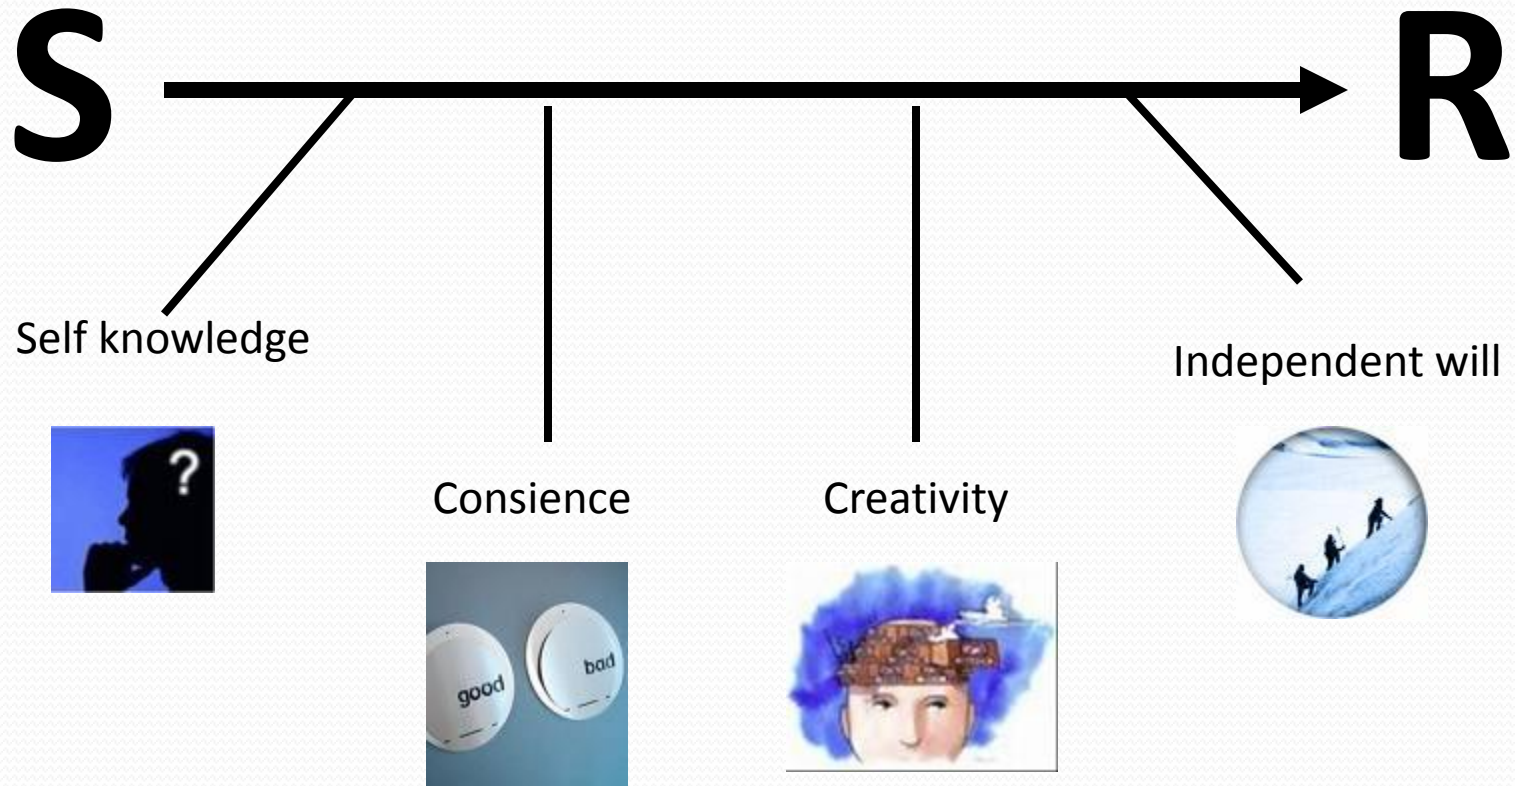 S
R
Self knowledge
Independent will
?
Consience
Creativity
good
bad